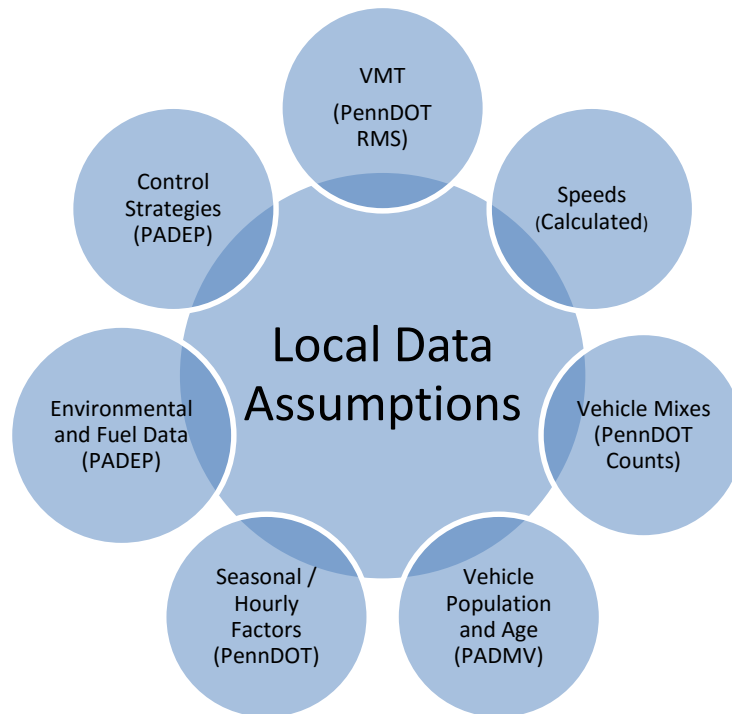 VMT
(PennDOT
RMS)
Speeds
(Calculated)
Vehicle Mixes
(PennDOT
Counts)
Vehicle
Population
and Age
(PADMV)
Seasonal /
Hourly
Factors
(PennDOT)
Environmental
and Fuel Data
(PADEP)
Control
Strategies
(PADEP)
Local Data
Assumptions